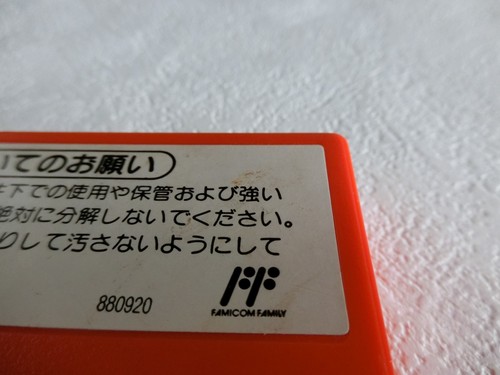 いてのお願い
下での使用や保管および強い
絶対に分解しないでください。
りして汚さないようにして
880920
FF
FAMICOM FAMILY